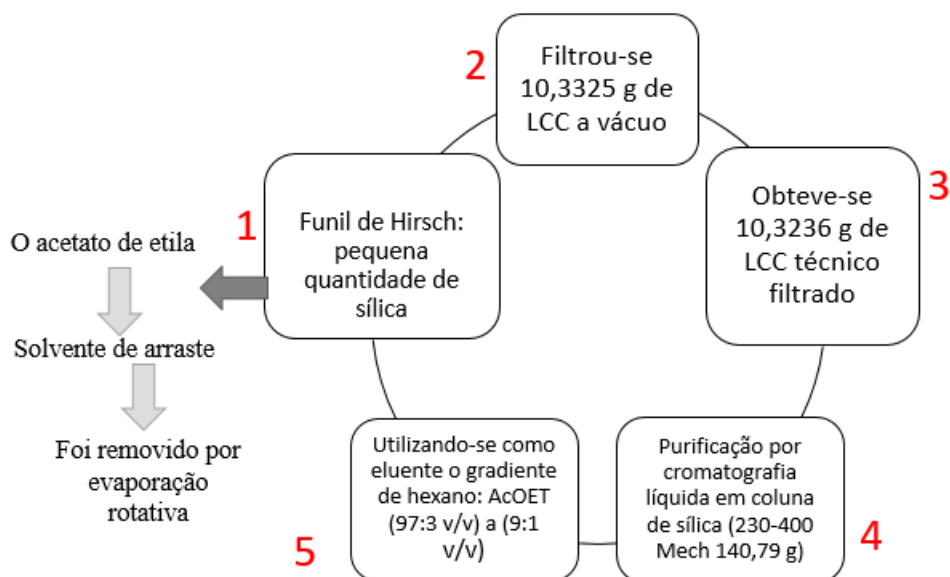 2
Filtrou-se
10,3325 g de
LCC a vácuo
3
Obteve-se
10,3236 g de
LCC técnico
filtrado
1
Funil de Hirsch:
pequena
quantidade de
sílica
O acetato de etila
Solvente de arraste
Foi removido por
evaporação
rotativa
5
Utilizando-se como
eluente o gradiente
de hexano: AcOET
(97:3 v/v) a (9:1
v/v)
4
Purificação por
cromatografia
líquida em coluna
de sílica (230-400
Mech 140,79 g)